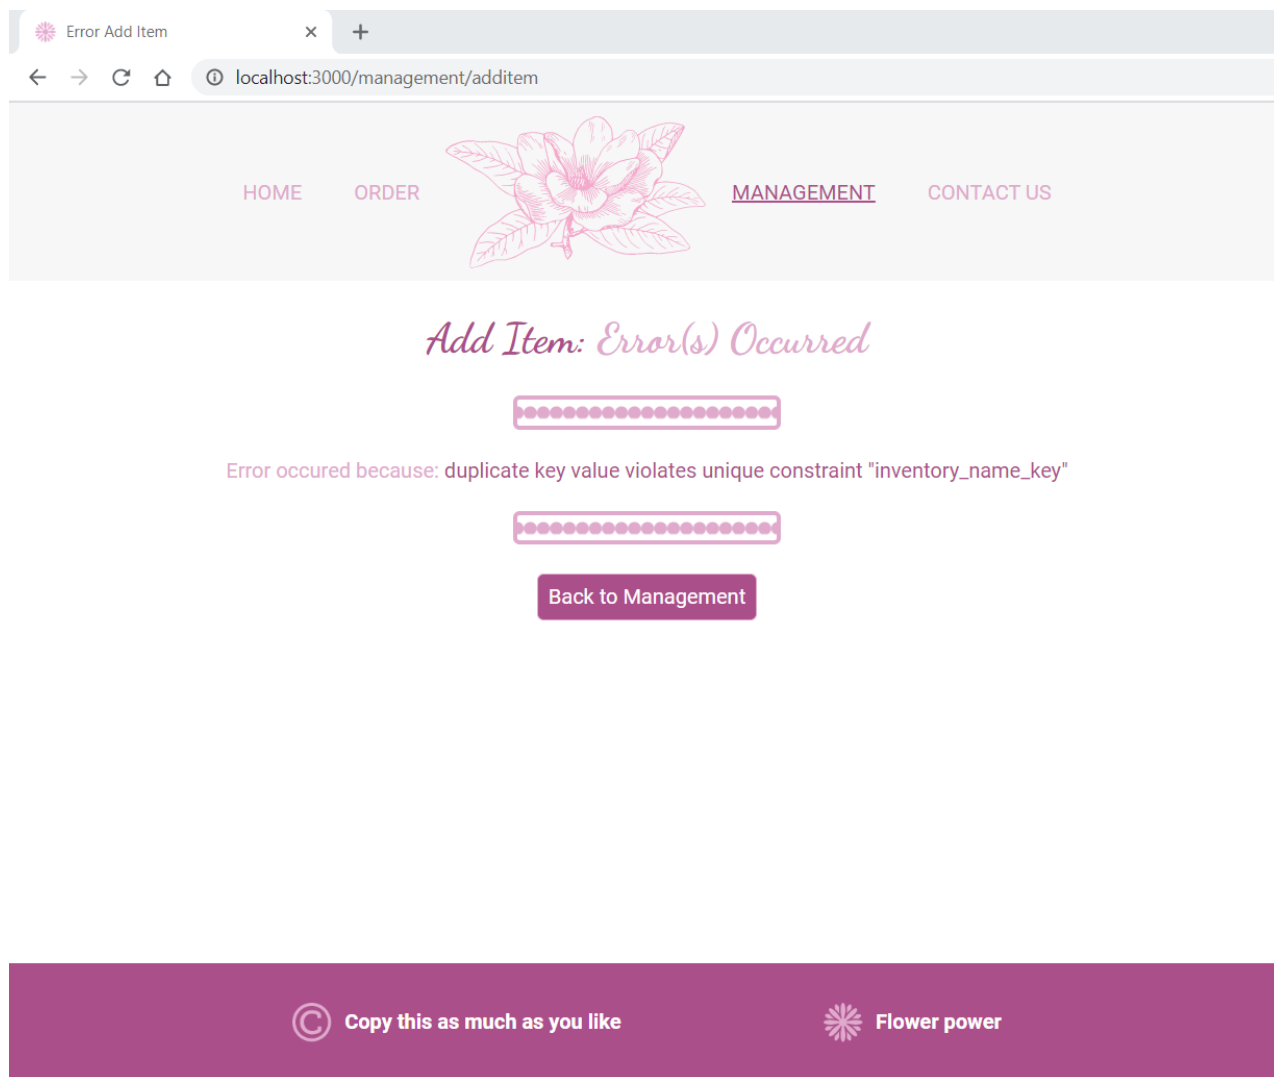 Error Add Item
localhost:3000/management/additem
HOME ORDER MANAGEMENT CONTACT US
Add Item: Error(s) Occurred
Error occured because: duplicate key value violates unique constraint "inventory_name_key"
Back to Management
Copy this as much as you like Flower power